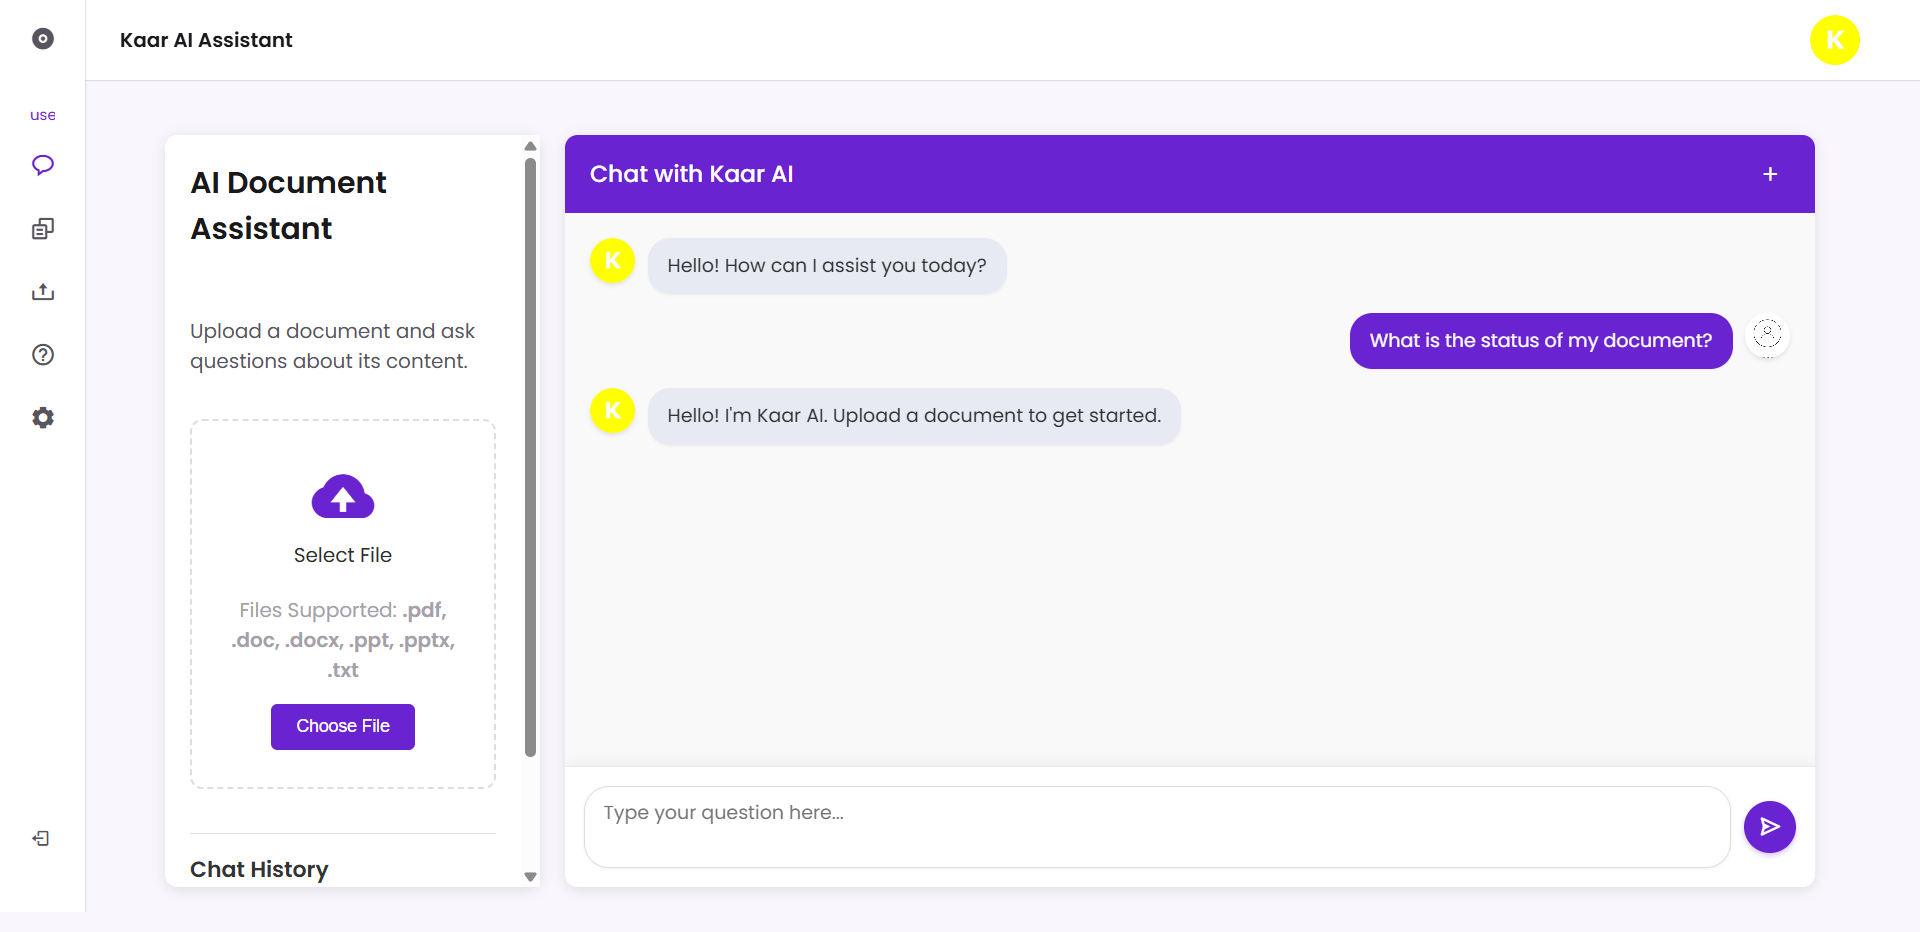 Kaar AI Assistant
K
use
AI Document
Assistant
Upload a document and ask
questions about its content.
Select File
Files Supported: .pdf,
.doc, .docx, .ppt, .pptx,
.txt
Choose File
Chat History
Chat with Kaar AI
+
K
Hello! How can I assist you today?
What is the status of my document?
K
Hello! I'm Kaar AI. Upload a document to get started.
Type your question here...